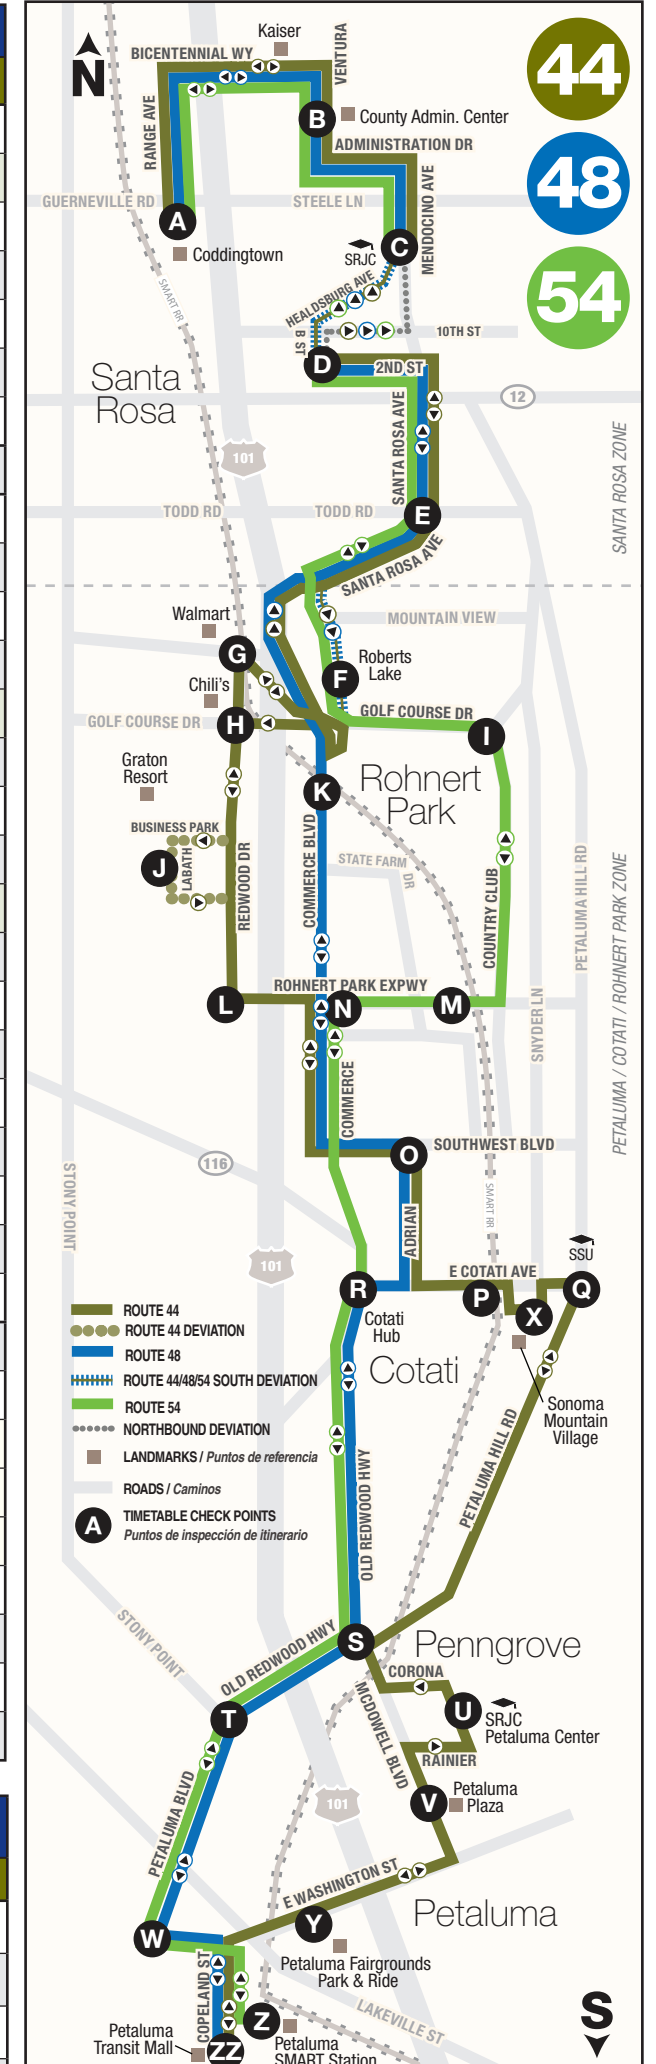 Kaiser
BICENTENNIAL WY
VENTURA
44
N
RANGE AVE
B
County Admin. Center
ADMINISTRATION DR
48
GUERNEVILLE RD
STEELE LN
MENDOCINO AVE
A
Coddingtown
C
SRJC
54
SMART RR
HEALDSBURG AVE
B ST
10TH ST
D
2ND ST
Santa
Rosa
12
SANTA ROSA AVE
101
SANTA ROSA ZONE
TODD RD
TODD RD
E
SANTA ROSA AVE
Walmart
MOUNTAIN VIEW
G
Roberts
Lake
F
Chili's
GOLF COURSE DR
H
GOLF COURSE DR
I
Graton
Resort
K
Rohnert
Park
BUSINESS PARK
J
LABATH
REDWOOD DR
COMMERCE BLVD
STATE FARM
DR
COUNTRY CLUB
PETALUMA HILL RD
PETALUMA / COTATI / ROHNERT PARK ZONE
ROHNERT PARK EXPWY
L
N
M
SNYDER LN
COMMERCE
SOUTHWEST BLVD
O
116
STONY POINT
ADRIAN
SMART RR
101
SSU
E COTATI AVE
R
P
X
Q
Cotati
Hub
ROUTE 44
ROUTE 44 DEVIATION
ROUTE 48
ROUTE 44/48/54 SOUTH DEVIATION
ROUTE 54
NORTHBOUND DEVIATION
LANDMARKS / Puntos de referencia
ROADS / Caminos
A
TIMETABLE CHECK POINTS
Puntos de inspección de itinerario
Cotati
Sonoma
Mountain
Village
PETALUMA HILL RD
OLD REDWOOD HWY
STONY POINT
OLD REDWOOD HWY
S
Penngrove
CORONA
MCDOWELL BLVD
T
U
SRJC
Petaluma Center
RAINIER
PETALUMA BLVD
101
V
Petaluma
Plaza
E WASHINGTON ST
Petaluma
W
Y
Petaluma Fairgrounds
Park & Ride
COPELAND ST
LAKEVILLE ST
S
Z
Petaluma
Transit Mall
ZZ
Petaluma
SMART Station